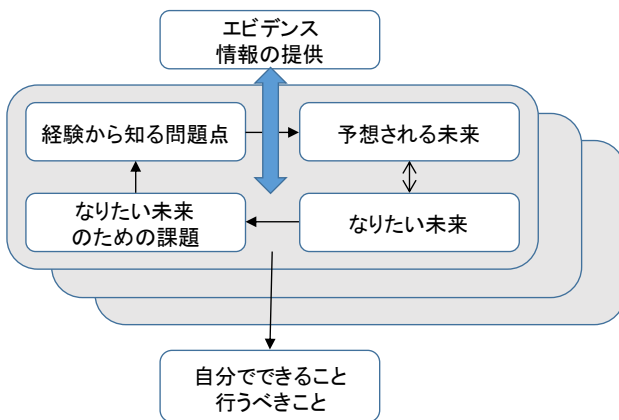 エビデンス
情報の提供
経験から知る問題点
予想される未来
なりたい未来
のための課題
なりたい未来
自分でできること
行うべきこと